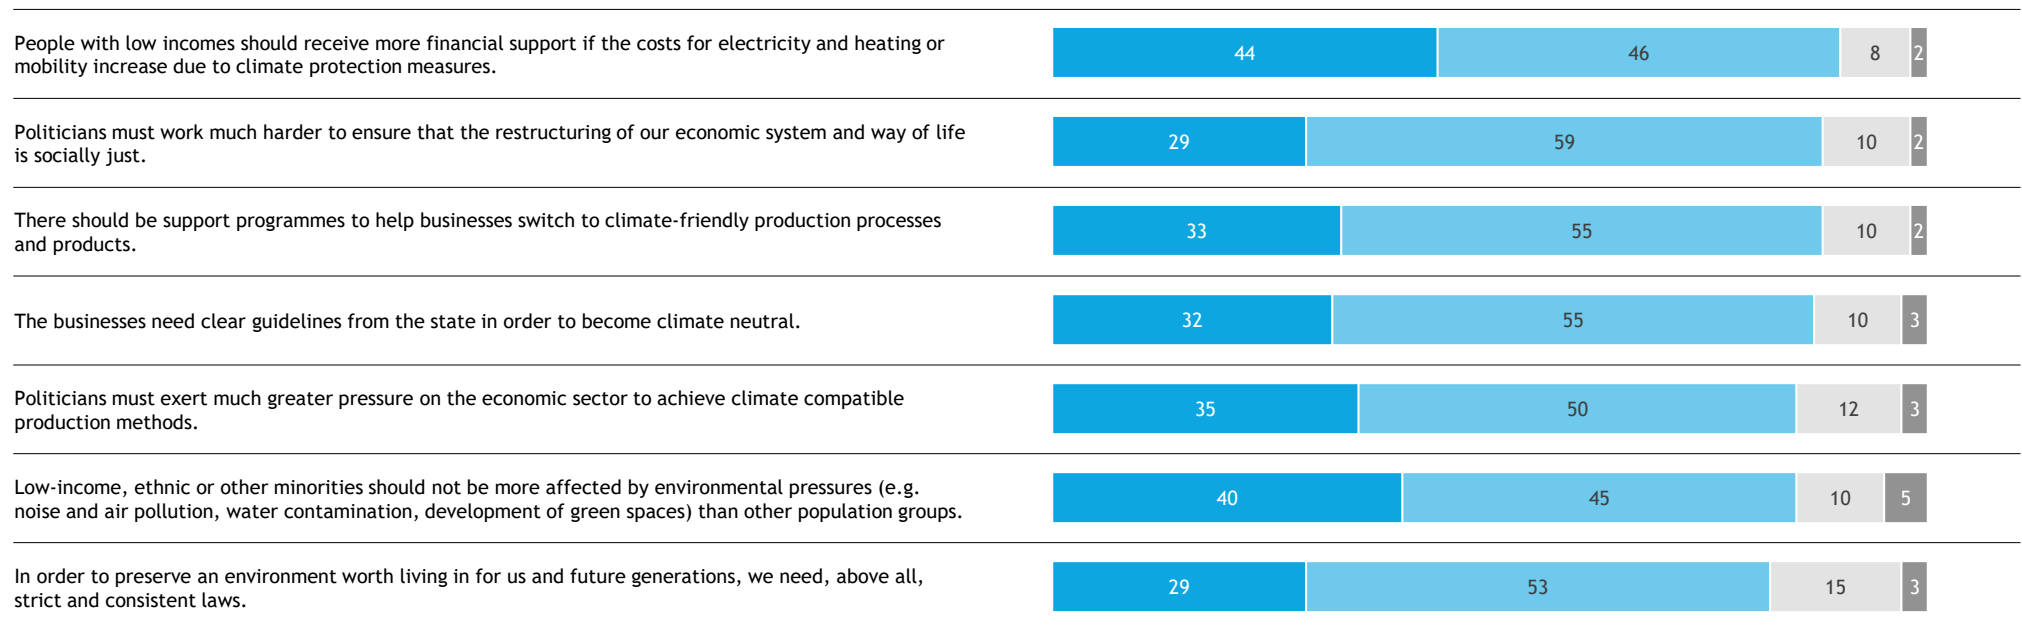 People with low incomes should receive more financial support if the costs for electricity and heating or
mobility increase due to climate protection measures.
44 46 8 2
Politicians must work much harder to ensure that the restructuring of our economic system and way of life
is socially just.
29 59 10 2
There should be support programmes to help businesses switch to climate-friendly production processes
and products.
33 55 10 2
The businesses need clear guidelines from the state in order to become climate neutral.
32 55 10 3
Politicians must exert much greater pressure on the economic sector to achieve climate compatible
production methods.
35 50 12 3
Low-income, ethnic or other minorities should not be more affected by environmental pressures (e.g.
noise and air pollution, water contamination, development of green spaces) than other population groups.
40 45 10 5
In order to preserve an environment worth living in for us and future generations, we need, above all,
strict and consistent laws.
29 53 15 3